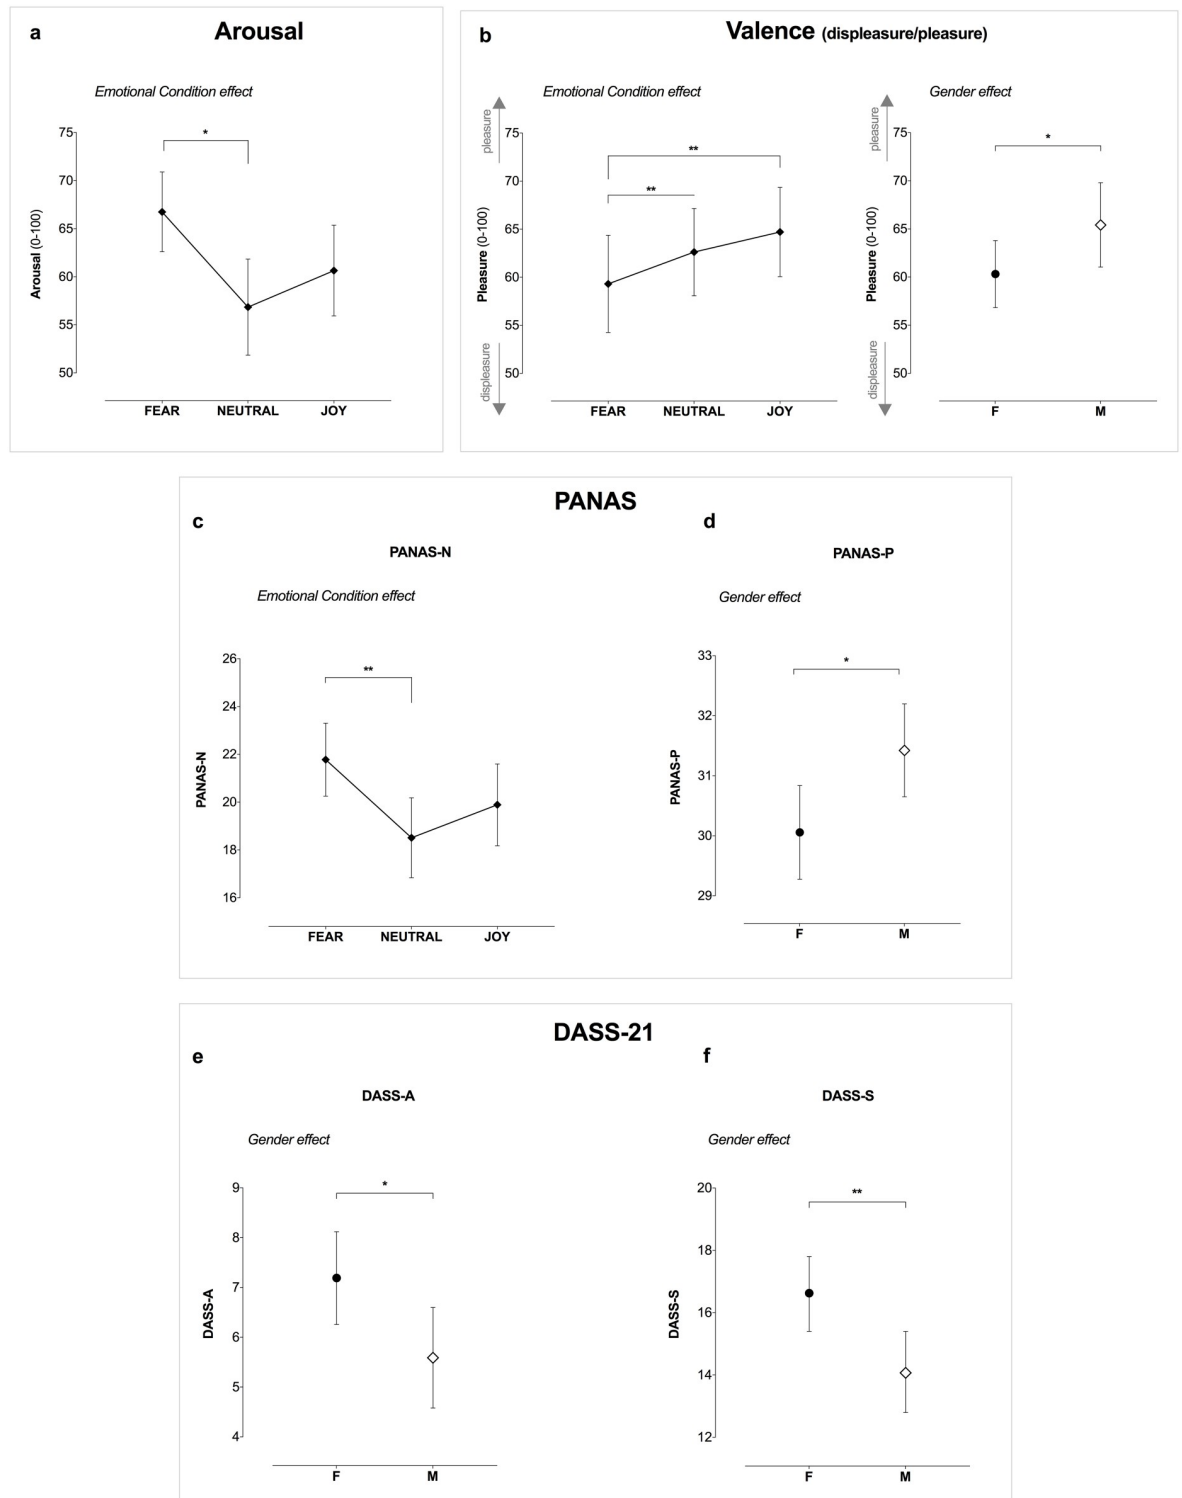 a
Arousal
Emotional Condition effect
75
70
65
60
55
50
Arousal (0-100)
*
FEAR NEUTRAL JOY
b
Valence (displeasure/pleasure)
Emotional Condition effect
pleasure
displeasure
75
70
65
60
55
50
Pleasure (0-100)
**
**
FEAR NEUTRAL JOY
Gender effect
pleasure
displeasure
75
70
65
60
55
50
Pleasure (0-100)
*
F M
PANAS
c
PANAS-N
Emotional Condition effect
26
24
22
20
18
16
PANAS-N
**
FEAR NEUTRAL JOY
d
PANAS-P
Gender effect
33
32
31
30
29
PANAS-P
*
F M
DASS-21
e
DASS-A
Gender effect
9
8
7
6
5
4
DASS-A
*
F M
f
DASS-S
Gender effect
20
18
16
14
12
DASS-S
**
F M